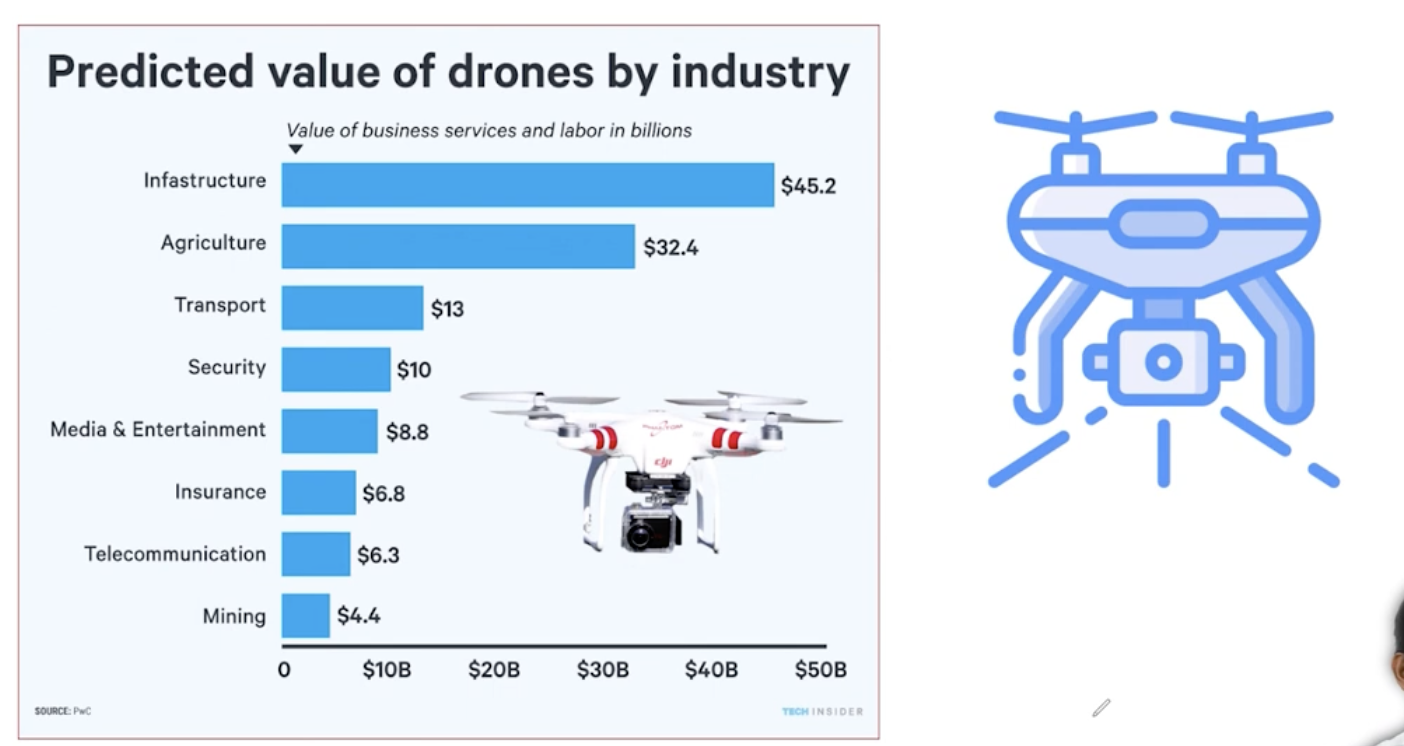 Predicted value of drones by industry
Value of business services and labor in billions
Infastructure $45.2
Agriculture $32.4
Transport $13
Security $10
Media & Entertainment $8.8
Insurance $6.8
Telecommunication $6.3
Mining $4.4
0 $10B $20B $30B $40B $50B
SOURCE: PwC
TECH INSIDER
PHANTOM
dji